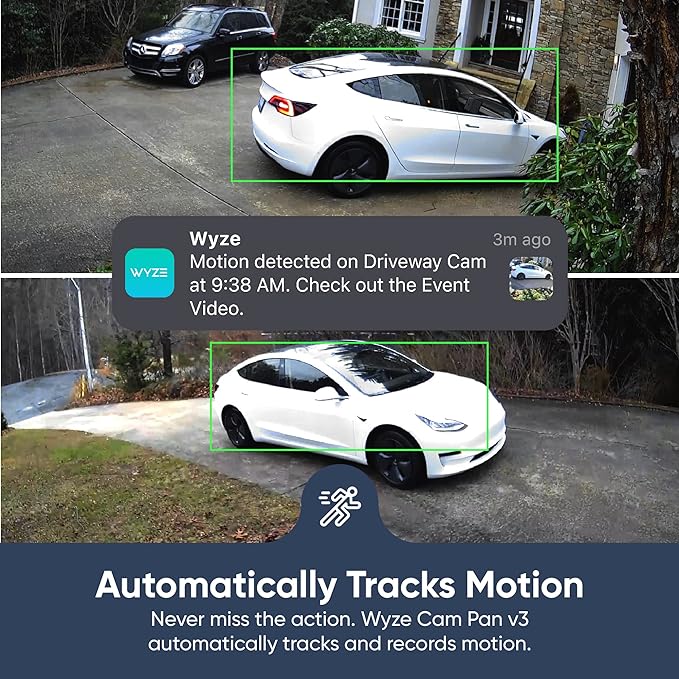 Wyze
3m ago
WYZE
Motion detected on Driveway Cam
at 9:38 AM. Check out the Event
Video.
Automatically Tracks Motion
Never miss the action. Wyze Cam Pan v3
automatically tracks and records motion.